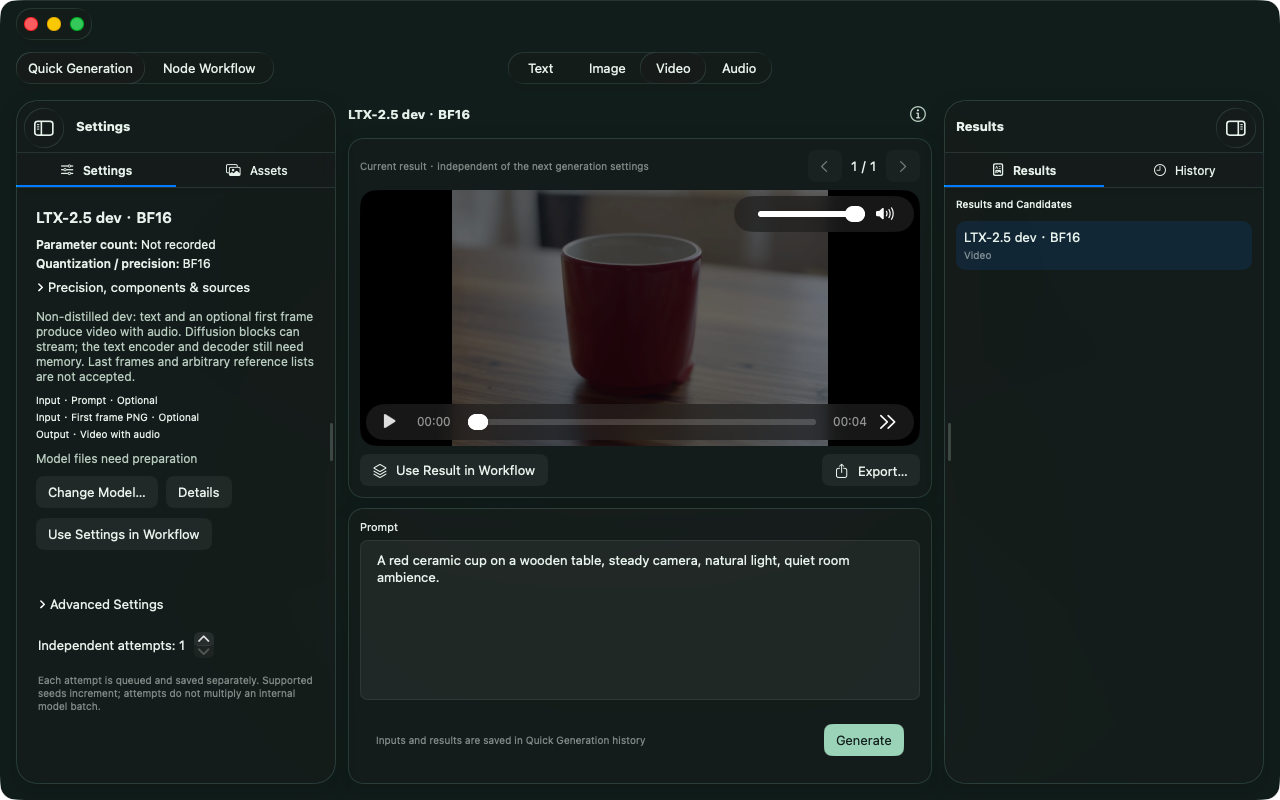 Quick Generation
Node Workflow
Text
Image
Video
Audio
Settings
Settings
Assets
LTX-2.5 dev · BF16
Parameter count: Not recorded
Quantization / precision: BF16
Precision, components & sources
Non-distilled dev: text and an optional first frame
produce video with audio. Diffusion blocks can
stream; the text encoder and decoder still need
memory. Last frames and arbitrary reference lists
are not accepted.
Input · Prompt · Optional
Input · First frame PNG · Optional
Output · Video with audio
Model files need preparation
Change Model...
Details
Use Settings in Workflow
Advanced Settings
Independent attempts: 1
Each attempt is queued and saved separately. Supported
seeds increment; attempts do not multiply an internal
model batch.
LTX-2.5 dev · BF16
Current result · independent of the next generation settings
1 / 1
00:00
00:04
Use Result in Workflow
Export...
Prompt
A red ceramic cup on a wooden table, steady camera, natural light, quiet room
ambience.
Inputs and results are saved in Quick Generation history
Generate
Results
Results
History
Results and Candidates
LTX-2.5 dev · BF16
Video